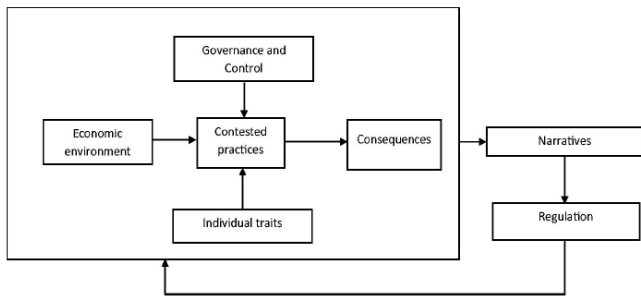 Governance and
Control
Economic
environment
Contested
practices
Consequences
Narratives
Individual traits
Regulation